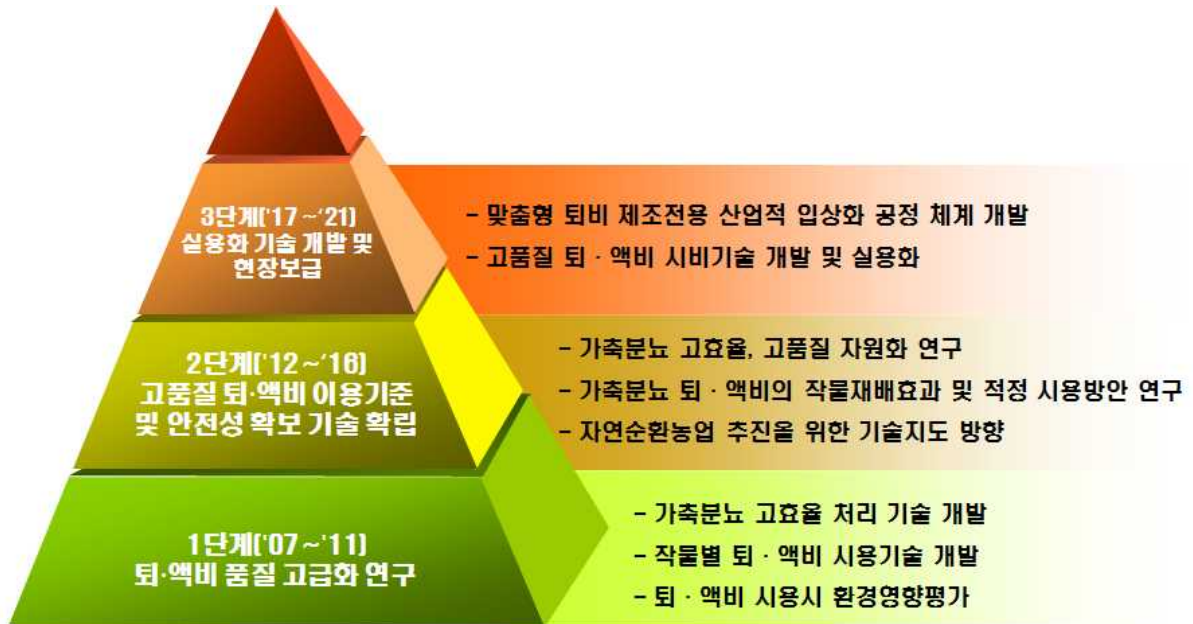 3단계('17~'21)
실용화 기술 개발 및
현장보급
- 맞춤형 퇴비 제조전용 산업적 입상화 공정 체계 개발
- 고품질 퇴·액비 시비기술 개발 및 실용화
2단계('12~'16)
고품질 퇴·액비 이용기준
및 안전성 확보 기술 확립
- 가축분뇨 고효율, 고품질 자원화 연구
- 가축분뇨 퇴·액비의 작물재배효과 및 적정 시용방안 연구
- 자연순환농업 추진을 위한 기술지도 방향
1단계('07~'11)
퇴·액비 품질 고급화 연구
- 가축분뇨 고효율 처리 기술 개발
- 작물별 퇴·액비 시용기술 개발
- 퇴·액비 시용시 환경영향평가